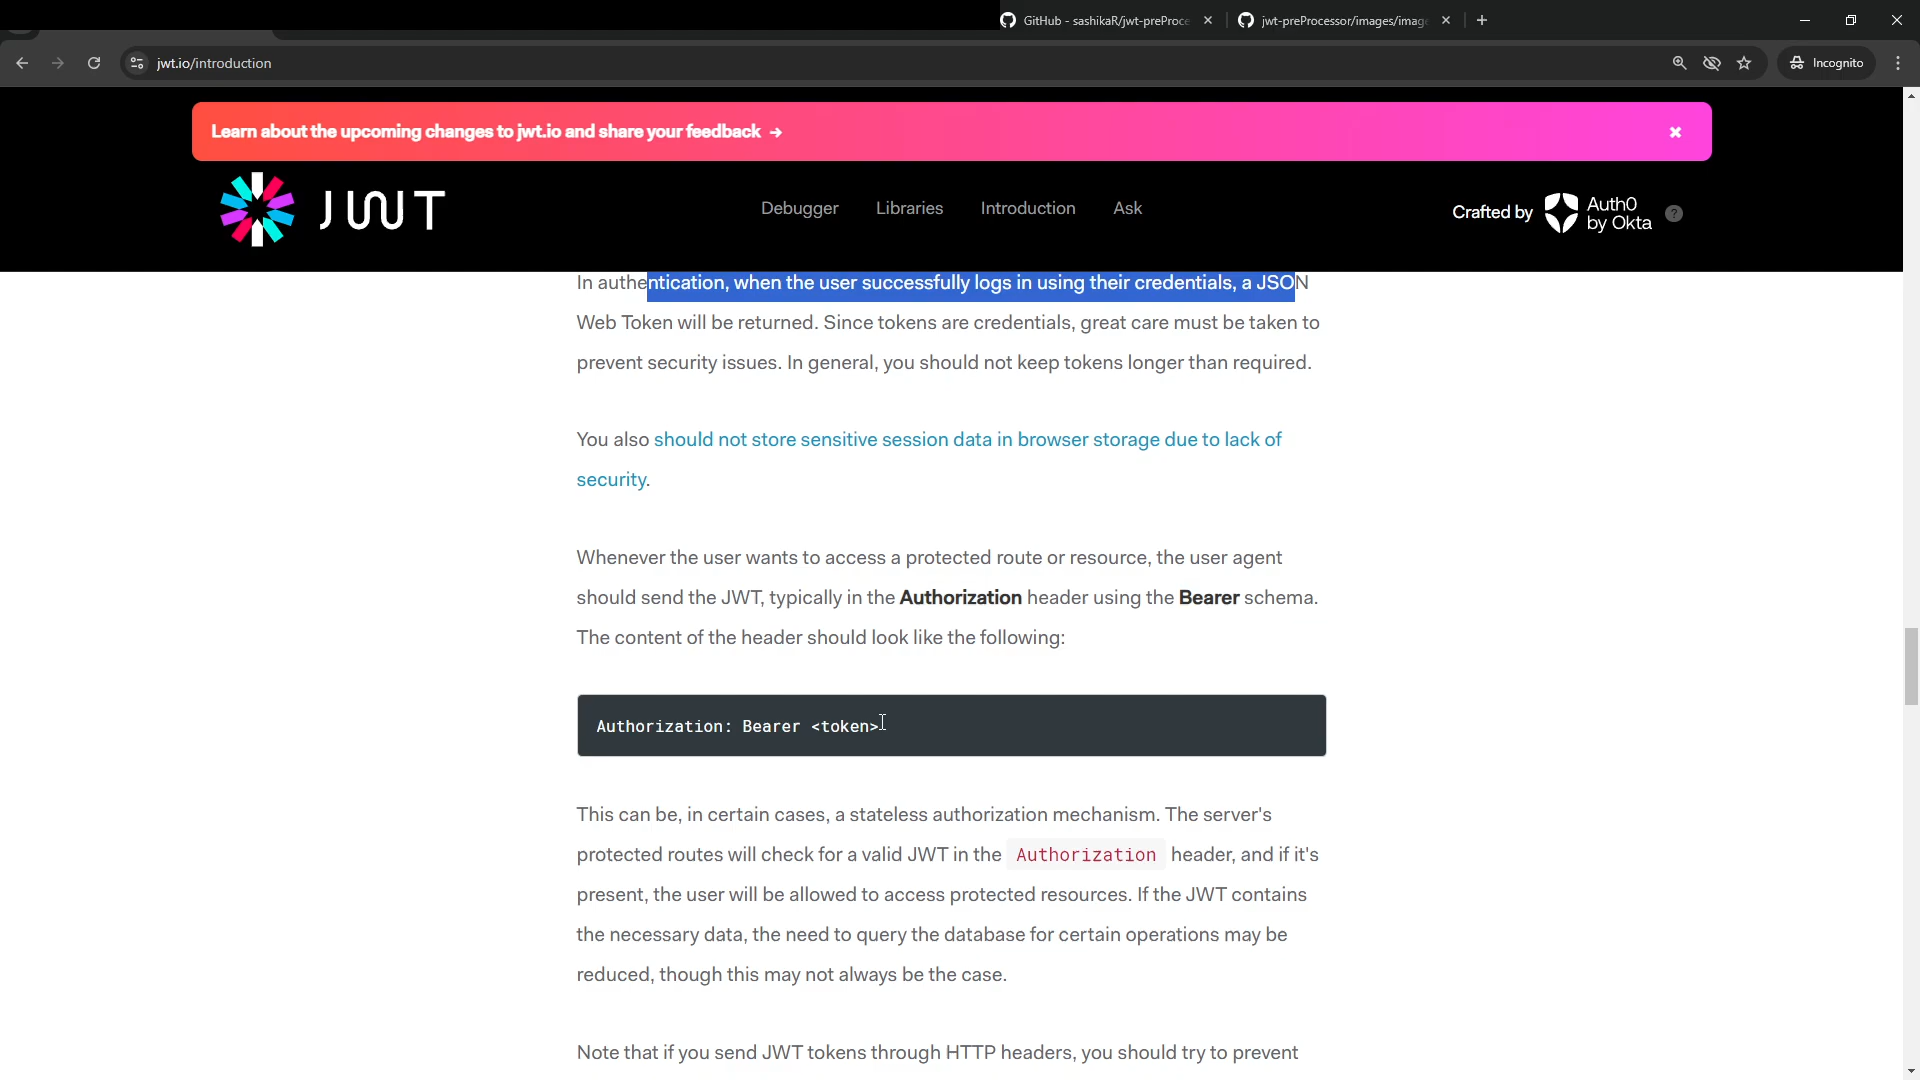 GitHub - sashikaR/jwt-preProce
jwt-preProcessor/images/imag
jwt.io/introduction
Incognito
Learn about the upcoming changes to jwt.io and share your feedback →
JWT
Debugger
Libraries
Introduction
Ask
Crafted by
Auth0
by Okta
?
In authentication, when the user successfully logs in using their credentials, a JSON
Web Token will be returned. Since tokens are credentials, great care must be taken to
prevent security issues. In general, you should not keep tokens longer than required.
You also should not store sensitive session data in browser storage due to lack of
security.
Whenever the user wants to access a protected route or resource, the user agent
should send the JWT, typically in the Authorization header using the Bearer schema.
The content of the header should look like the following:
Authorization: Bearer <token>
This can be, in certain cases, a stateless authorization mechanism. The server's
protected routes will check for a valid JWT in the Authorization header, and if it's
present, the user will be allowed to access protected resources. If the JWT contains
the necessary data, the need to query the database for certain operations may be
reduced, though this may not always be the case.
Note that if you send JWT tokens through HTTP headers, you should try to prevent